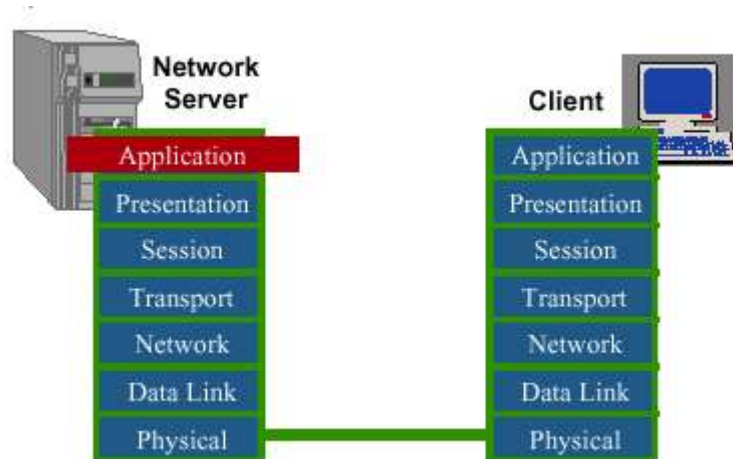 Network
Server
Application
Presentation
Session
Transport
Network
Data Link
Physical
Client
Application
Presentation
Session
Transport
Network
Data Link
Physical